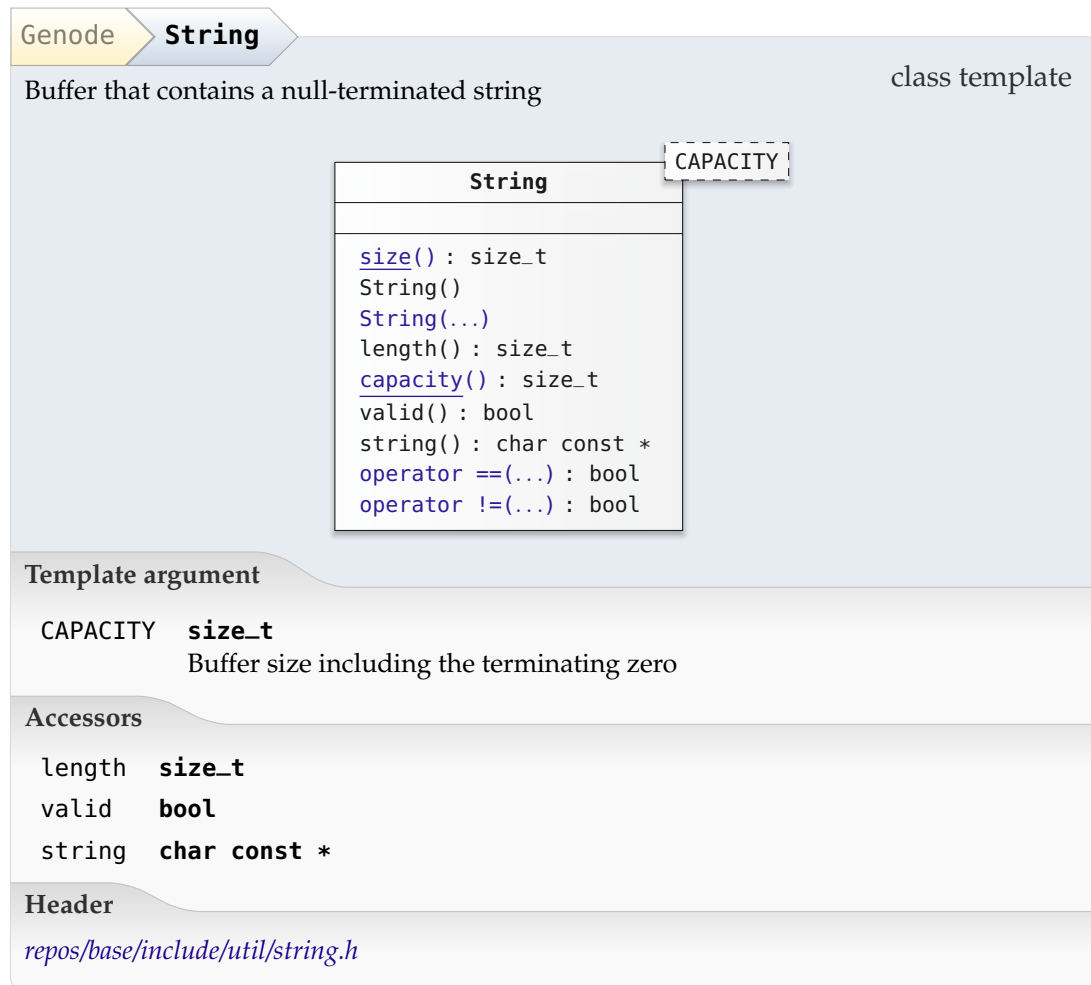 Genode String
Buffer that contains a null-terminated string
class template
CAPACITY
String
size() : size_t
String()
String(...)
length() : size_t
capacity() : size_t
valid() : bool
string() : char const *
operator ==(...) : bool
operator !=(...) : bool
Template argument
CAPACITY size_t
Buffer size including the terminating zero
Accessors
length size_t
valid bool
string char const *
Header
repos/base/include/util/string.h